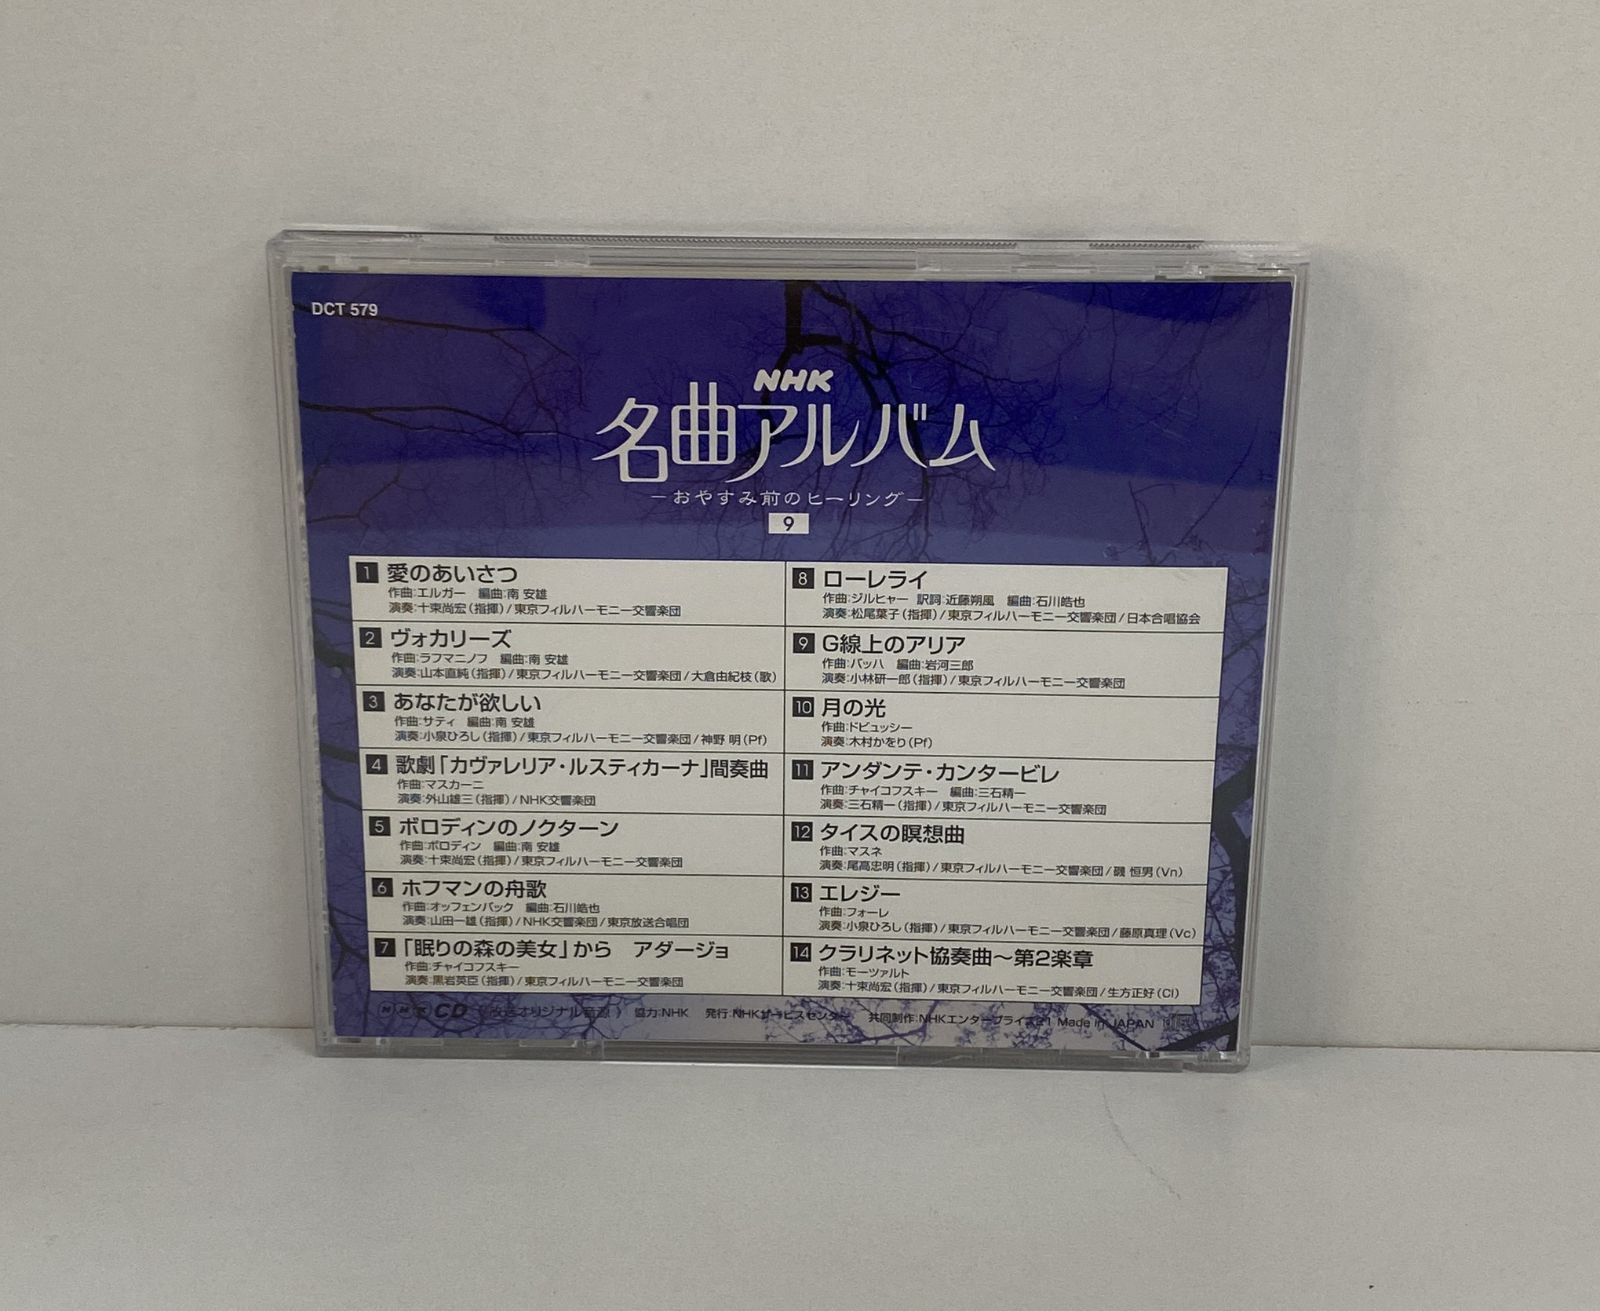 DCT 579
NHK
名曲アルバム
－おやすみ前のヒーリング－
9
1 愛のあいさつ
作曲:エルガー　編曲:南 安雄
演奏:十束尚宏(指揮)/東京フィルハーモニー交響楽団
2 ヴォカリーズ
作曲:ラフマニノフ　編曲:南 安雄
演奏:山本直純(指揮)/東京フィルハーモニー交響楽団/大倉由紀枝(歌)
3 あなたが欲しい
作曲:サティ　編曲:南 安雄
演奏:小泉ひろし(指揮)/東京フィルハーモニー交響楽団/神野 明(Pf)
4 歌劇「カヴァレリア・ルスティカーナ」間奏曲
作曲:マスカーニ
演奏:外山雄三(指揮)/NHK交響楽団
5 ボロディンのノクターン
作曲:ボロディン　編曲:南 安雄
演奏:十束尚宏(指揮)/東京フィルハーモニー交響楽団
6 ホフマンの舟歌
作曲:オッフェンバック　編曲:石川皓也
演奏:山田一雄(指揮)/NHK交響楽団/東京放送合唱団
7 「眠りの森の美女」から　アダージョ
作曲:チャイコフスキー
演奏:黒岩英臣(指揮)/東京フィルハーモニー交響楽団
8 ローレライ
作曲:ジルヒャー 訳詞:近藤朔風　編曲:石川皓也
演奏:松尾葉子(指揮)/東京フィルハーモニー交響楽団/日本合唱協会
9 G線上のアリア
作曲:バッハ　編曲:岩河三郎
演奏:小林研一郎(指揮)/東京フィルハーモニー交響楽団
10 月の光
作曲:ドビュッシー
演奏:木村かをり(Pf)
11 アンダンテ・カンタービレ
作曲:チャイコフスキー　編曲:三石精一
演奏:三石精一(指揮)/東京フィルハーモニー交響楽団
12 タイスの瞑想曲
作曲:マスネ
演奏:尾高忠明(指揮)/東京フィルハーモニー交響楽団/磯 恒男(Vn)
13 エレジー
作曲:フォーレ
演奏:小泉ひろし(指揮)/東京フィルハーモニー交響楽団/藤原真理(Vc)
14 クラリネット協奏曲〜第2楽章
作曲:モーツァルト
演奏:十束尚宏(指揮)/東京フィルハーモニー交響楽団/生方正好(Cl)
NHK CD 《放送オリジナル音源》　協力:NHK　発行:NHKサービスセンター　共同制作:NHKエンタープライズ21 Made in JAPAN